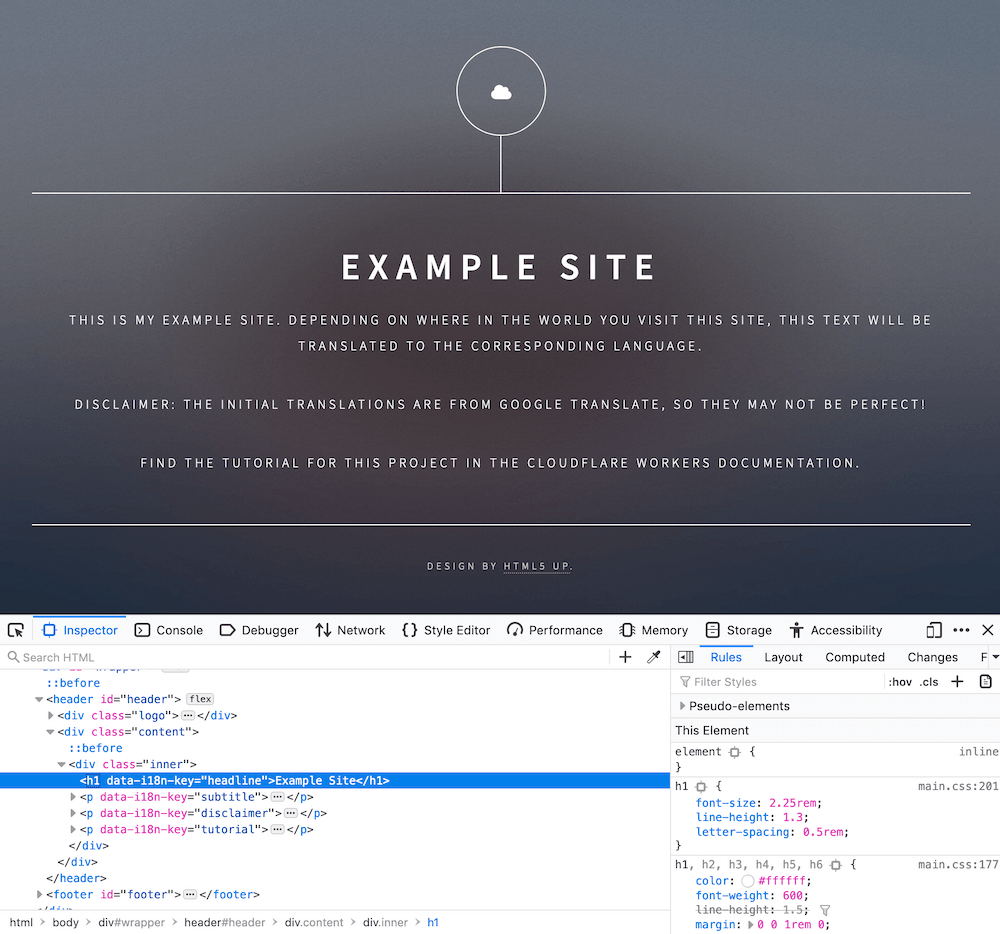 EXAMPLE SITE
THIS IS MY EXAMPLE SITE. DEPENDING ON WHERE IN THE WORLD YOU VISIT THIS SITE, THIS TEXT WILL BE
TRANSLATED TO THE CORRESPONDING LANGUAGE.
DISCLAIMER: THE INITIAL TRANSLATIONS ARE FROM GOOGLE TRANSLATE, SO THEY MAY NOT BE PERFECT!
FIND THE TUTORIAL FOR THIS PROJECT IN THE CLOUDFLARE WORKERS DOCUMENTATION.
DESIGN BY HTML5 UP.
Inspector Console Debugger Network {} Style Editor Performance Memory Storage Accessibility
Search HTML
::before
<header id="header"> flex
<div class="logo"> </div>
<div class="content">
::before
<div class="inner">
<h1 data-i18n-key="headline">Example Site</h1>
<p data-i18n-key="subtitle"> </p>
<p data-i18n-key="disclaimer"> </p>
<p data-i18n-key="tutorial"> </p>
</div>
</div>
</header>
<footer id="footer"> </footer>
html > body > div#wrapper > header#header > div.content > div.inner > h1
Rules Layout Computed Changes F
Filter Styles :hov .cls
Pseudo-elements
This Element
element { inline
}
h1 { main.css:201
font-size: 2.25rem;
line-height: 1.3;
letter-spacing: 0.5rem;
}
h1, h2, h3, h4, h5, h6 { main.css:177
color: #ffffff;
font-weight: 600;
line-height: 1.5;
margin: 0 0 1rem 0;